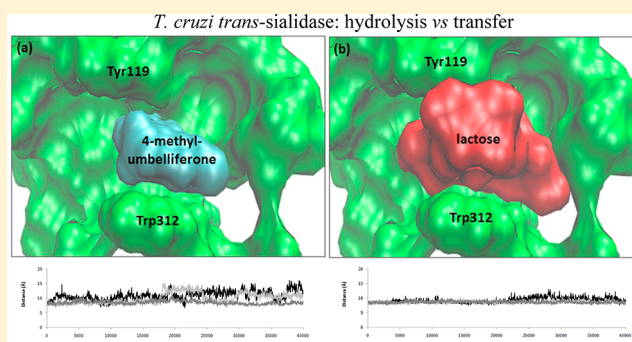 T. cruzi trans-sialidase: hydrolysis vs transfer
(a)
Tyr119
4-methyl-
umbelliferone
Trp312
(b)
Tyr119
lactose
Trp312
Distance (Å)
20
15
10
5
0
0 5000 10000 15000 20000 25000 30000 35000 40000
Distance (Å)
20
15
10
5
0
0 5000 10000 15000 20000 25000 30000 35000 40000